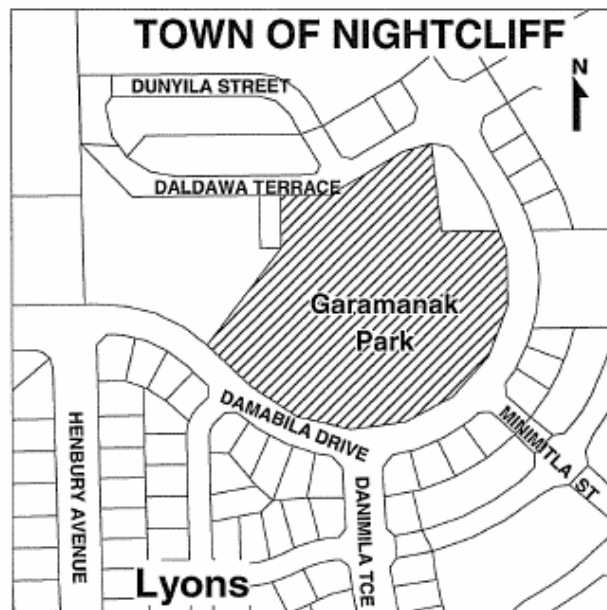 TOWN OF NIGHTCLIFF
N
DUNYILA STREET
DALDAWA TERRACE
Garamanak
Park
DAMABILA DRIVE
MINIMITLA ST
HENBURY AVENUE
DANIMILA TCE
Lyons